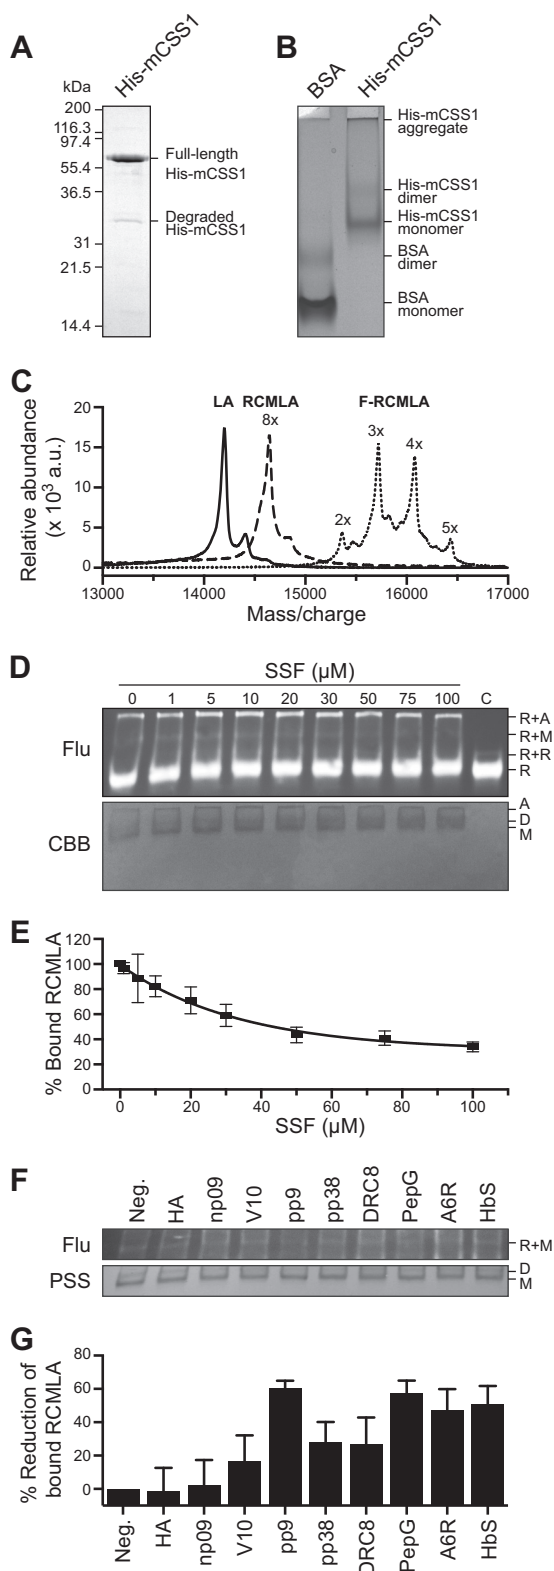 A
His-mCSS1
kDa
200
116.3
97.4
55.4
36.5
31
21.5
14.4
Full-length
His-mCSS1
Degraded
His-mCSS1
B
BSA
His-mCSS1
His-mCSS1
aggregate
His-mCSS1
dimer
His-mCSS1
monomer
BSA
dimer
BSA
monomer
C
LA RCMLA F-RCMLA
8x
3x
4x
2x
5x
Relative abundance
(x 10³ a.u.)
20
15
10
5
0
13000 14000 15000 16000 17000
Mass/charge
D
SSF (µM)
0 1 5 10 20 30 50 75 100 C
Flu
R+A
R+M
R+R
R
CBB
A
D
M
E
% Bound RCMLA
120
100
80
60
40
20
0
0 20 40 60 80 100
SSF (µM)
F
Neg. HA np09 V10 pp9 pp38 DRC8 PepG A6R HbS
Flu
R+M
PSS
D
M
G
% Reduction of
bound RCMLA
80
60
40
20
0
Neg. HA np09 V10 pp9 pp38 DRC8 PepG A6R HbS